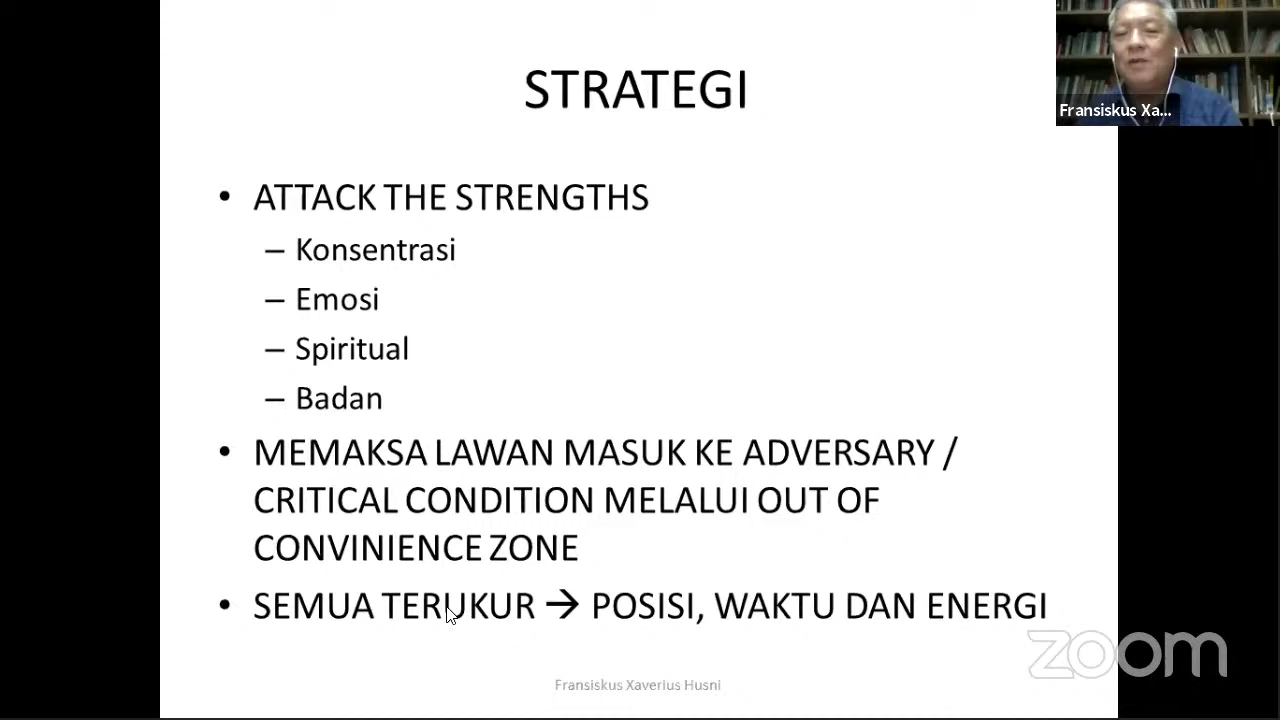 STRATEGI
Fransiskus Xa...
• ATTACK THE STRENGTHS
– Konsentrasi
– Emosi
– Spiritual
– Badan
• MEMAKSA LAWAN MASUK KE ADVERSARY /
CRITICAL CONDITION MELALUI OUT OF
CONVINIENCE ZONE
• SEMUA TERUKUR → POSISI, WAKTU DAN ENERGI
zoom
Fransiskus Xaverius Husni